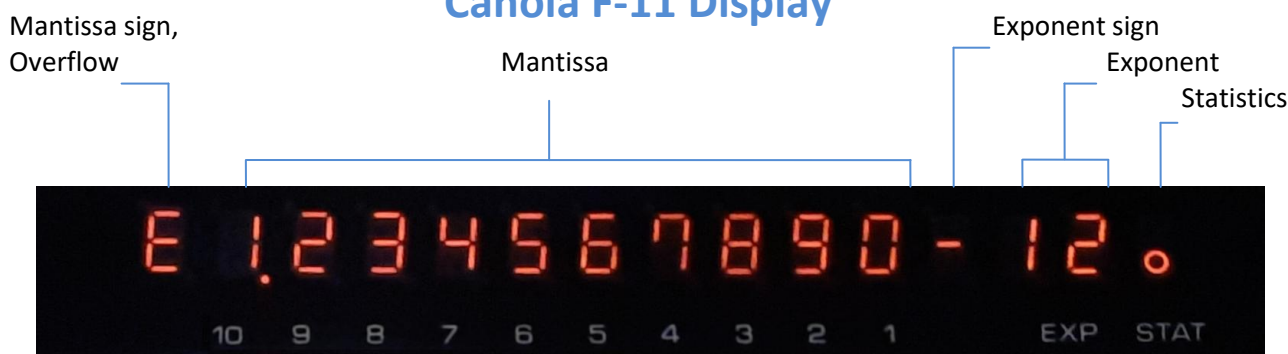 Canola F-11 Display
Mantissa sign,
Overflow
Mantissa
Exponent sign
Exponent
Statistics
E 1.234567890 - 12 o
10 9 8 7 6 5 4 3 2 1 EXP STAT